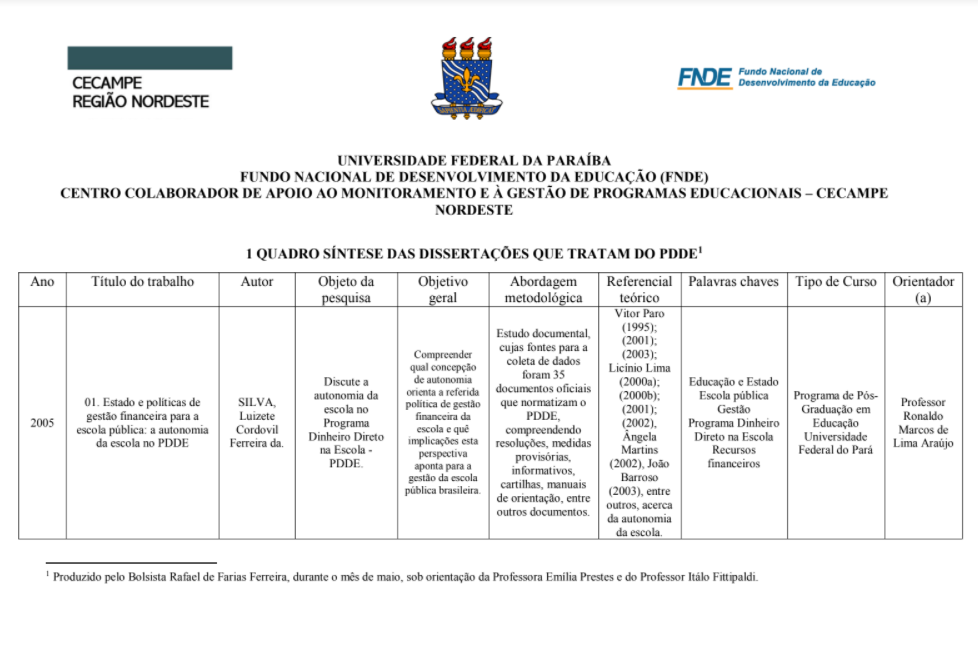 CECAMPE
REGIÃO NORDESTE
FNDE
Fundo Nacional de
Desenvolvimento da Educação
UNIVERSIDADE FEDERAL DA PARAÍBA
FUNDO NACIONAL DE DESENVOLVIMENTO DA EDUCAÇÃO (FNDE)
CENTRO COLABORADOR DE APOIO AO MONITORAMENTO E À GESTÃO DE PROGRAMAS EDUCACIONAIS – CECAMPE
NORDESTE
1 QUADRO SÍNTESE DAS DISSERTAÇÕES QUE TRATAM DO PDDE¹
Ano
Título do trabalho
Autor
Objeto da
pesquisa
Objetivo
geral
Abordagem
metodológica
Referencial
teórico
Palavras chaves
Tipo de Curso
Orientador
(a)
2005
01. Estado e políticas de
gestão financeira para a
escola pública: a autonomia
da escola no PDDE
SILVA,
Luizete
Cordovil
Ferreira da.
Discute a
autonomia da
escola no
Programa
Dinheiro Direto
na Escola -
PDDE.
Compreender
qual concepção
de autonomia
orienta a referida
política de gestão
financeira da
escola e quê
implicações esta
perspectiva
aponta para a
gestão da escola
pública brasileira.
Estudo documental,
cujas fontes para a
coleta de dados
foram 35
documentos oficiais
que normatizam o
PDDE,
compreendendo
resoluções, medidas
provisórias,
informativos,
cartilhas, manuais
de orientação, entre
outros documentos.
Vitor Paro
(1995);
(2001);
(2003);
Licínio Lima
(2000a);
(2000b);
(2001);
(2002),
Ângela
Martins
(2002), João
Barroso
(2003), entre
outros, acerca
da autonomia
da escola.
Educação e Estado
Escola pública
Gestão
Programa Dinheiro
Direto na Escola
Recursos
financeiros
Programa de Pós-
Graduação em
Educação
Universidade
Federal do Pará
Professor
Ronaldo
Marcos de
Lima Araújo
¹ Produzido pelo Bolsista Rafael de Farias Ferreira, durante o mês de maio, sob orientação da Professora Emília Prestes e do Professor Itálo Fittipaldi.